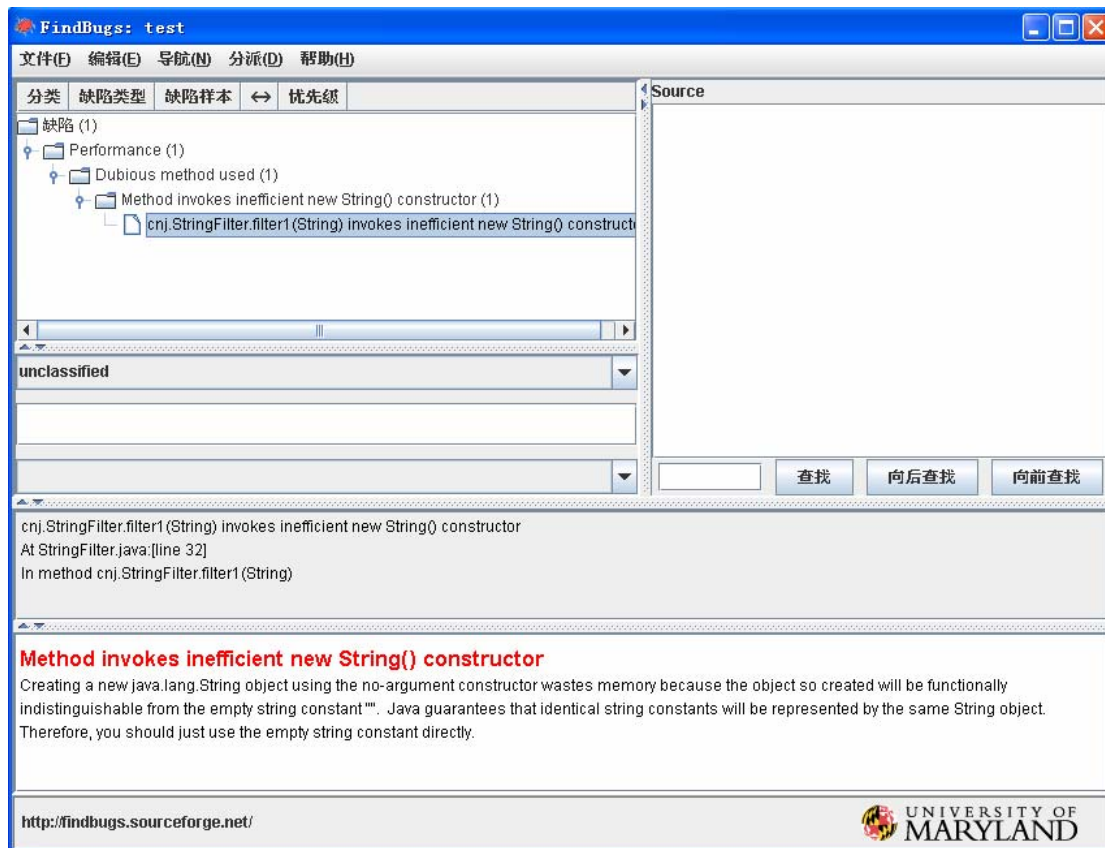 FindBugs: test
文件(F) 编辑(E) 导航(N) 分派(D) 帮助(H)
分类 缺陷类型 缺陷样本 ↔ 优先级
Source
缺陷 (1)
Performance (1)
Dubious method used (1)
Method invokes inefficient new String() constructor (1)
cnj.StringFilter.filter1(String) invokes inefficient new String() constructo
unclassified
查找 向后查找 向前查找
cnj.StringFilter.filter1(String) invokes inefficient new String() constructor
At StringFilter.java:[line 32]
In method cnj.StringFilter.filter1(String)
Method invokes inefficient new String() constructor
Creating a new java.lang.String object using the no-argument constructor wastes memory because the object so created will be functionally
indistinguishable from the empty string constant "".  Java guarantees that identical string constants will be represented by the same String object.
Therefore, you should just use the empty string constant directly.
http://findbugs.sourceforge.net/
UNIVERSITY OF
MARYLAND